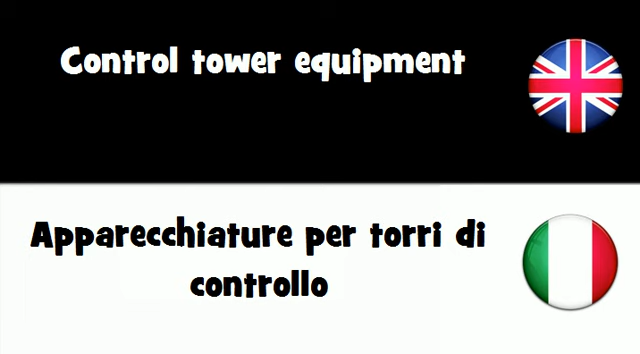 Control tower equipment
Apparecchiature per torri di
controllo